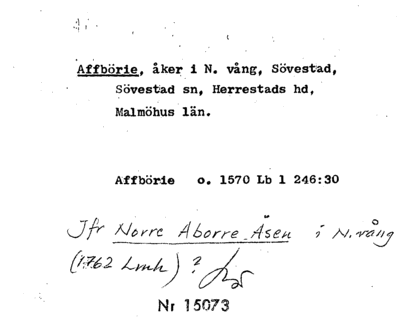 Affbörie, åker i N. vång, Sövestad,
Sövestad sn, Herrestads hd,
Malmöhus län.
Affbörie o. 1570 Lb 1 246:30
Jfr Norre Aborre Åsen i N. vång
(1762 Lmh) ?
Nr 15073